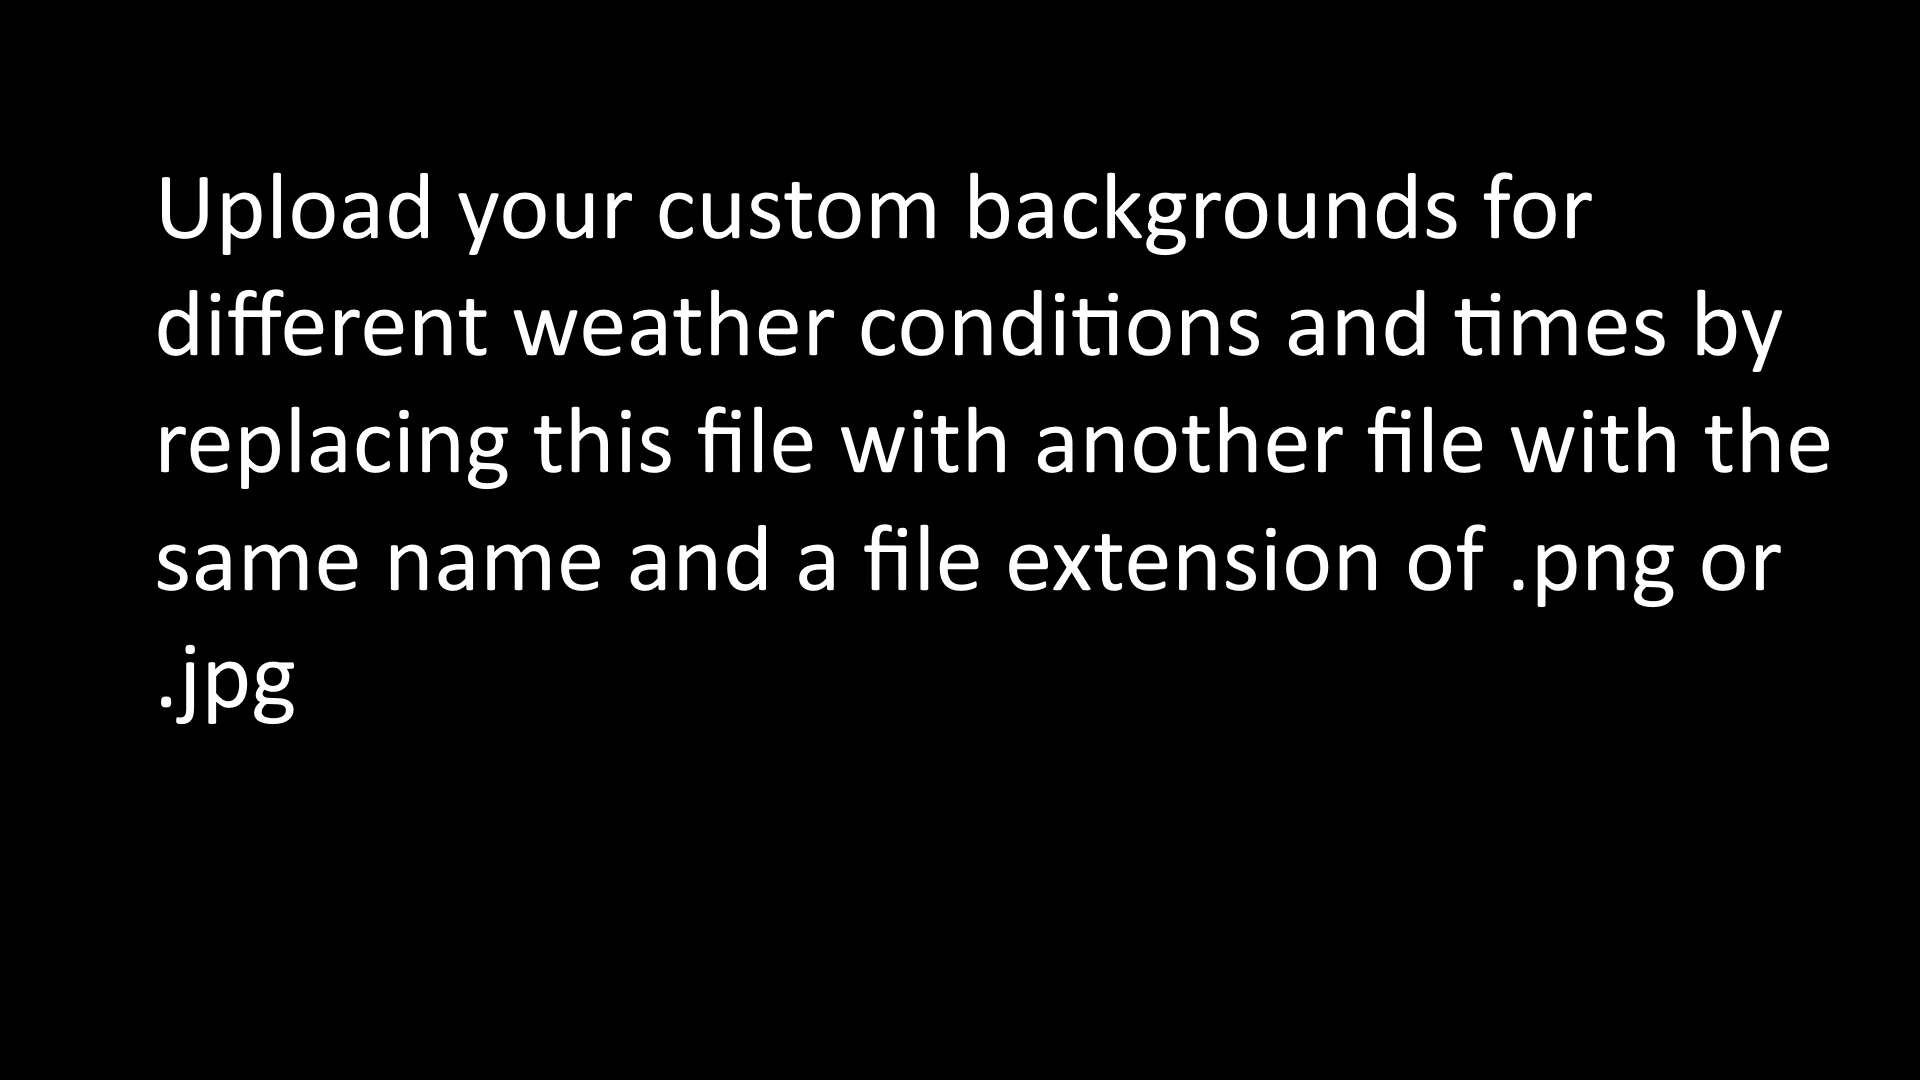 Upload your custom backgrounds for
different weather conditions and times by
replacing this file with another file with the
same name and a file extension of .png or
.jpg